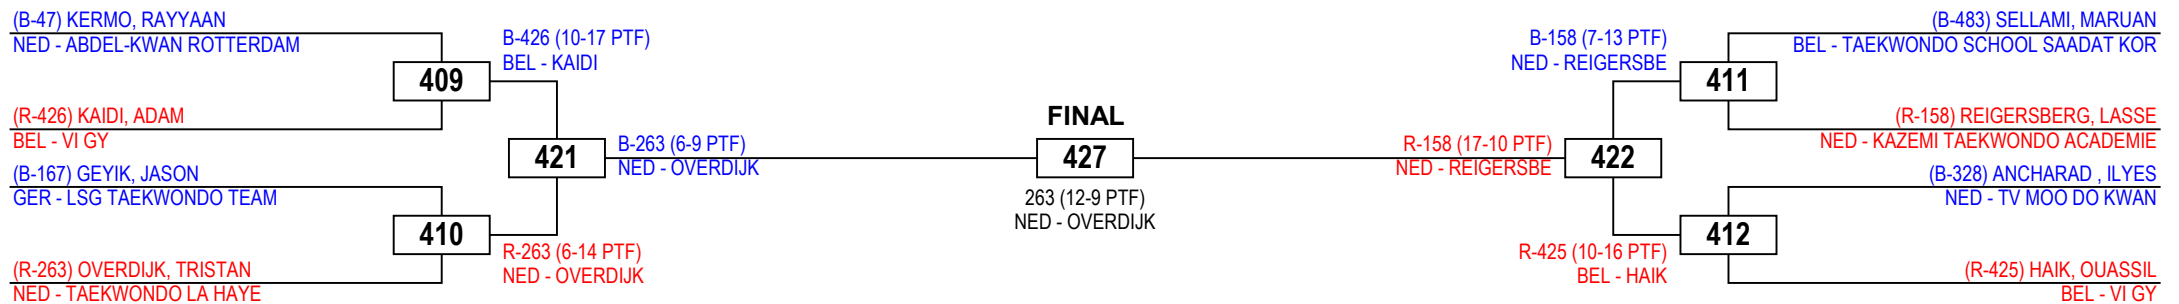 (B-47) KERMO, RAYYAAN
NED - ABDEL-KWAN ROTTERDAM
409
(R-426) KAIDI, ADAM
BEL - VI GY
B-426 (10-17 PTF)
BEL - KAIDI
(B-167) GEYIK, JASON
GER - LSG TAEKWONDO TEAM
410
(R-263) OVERDIJK, TRISTAN
NED - TAEKWONDO LA HAYE
R-263 (6-14 PTF)
NED - OVERDIJK
421
B-263 (6-9 PTF)
NED - OVERDIJK
FINAL
427
263 (12-9 PTF)
NED - OVERDIJK
R-158 (17-10 PTF)
NED - REIGERSBE
422
B-158 (7-13 PTF)
NED - REIGERSBE
(B-483) SELLAMI, MARUAN
BEL - TAEKWONDO SCHOOL SAADAT KOR
411
(R-158) REIGERSBERG, LASSE
NED - KAZEMI TAEKWONDO ACADEMIE
R-425 (10-16 PTF)
BEL - HAIK
(B-328) ANCHARAD , ILYES
NED - TV MOO DO KWAN
412
(R-425) HAIK, OUASSIL
BEL - VI GY